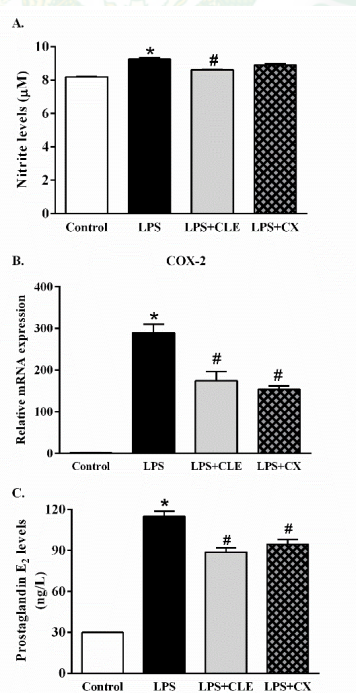 A.
Nitrite levels (µM)
10
8
6
4
2
0
*
#
Control LPS LPS+CLE LPS+CX
B. COX-2
Relative mRNA expression
400
300
200
100
0
*
#
#
Control LPS LPS+CLE LPS+CX
C.
Prostaglandin E₂ levels
(ng/L)
120
90
60
30
0
*
#
#
Control LPS LPS+CLE LPS+CX